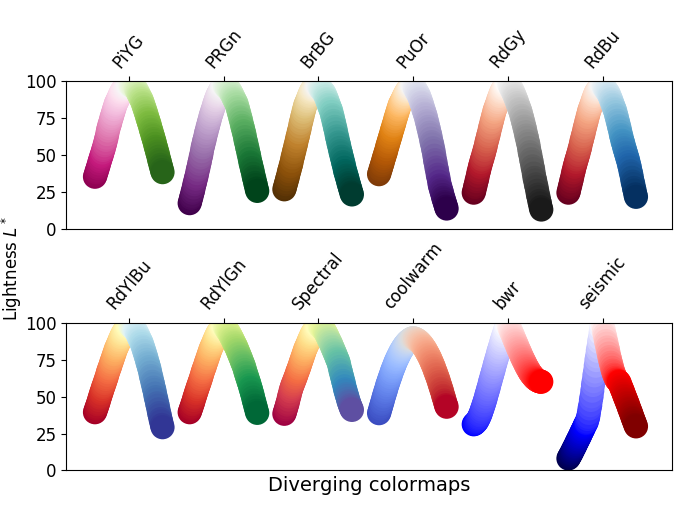 PiYG PRGn BrBG PuOr RdGy RdBu
100
75
50
25
0
RdYlBu RdYlGn Spectral coolwarm bwr seismic
100
75
50
25
0
Lightness L*
Diverging colormaps